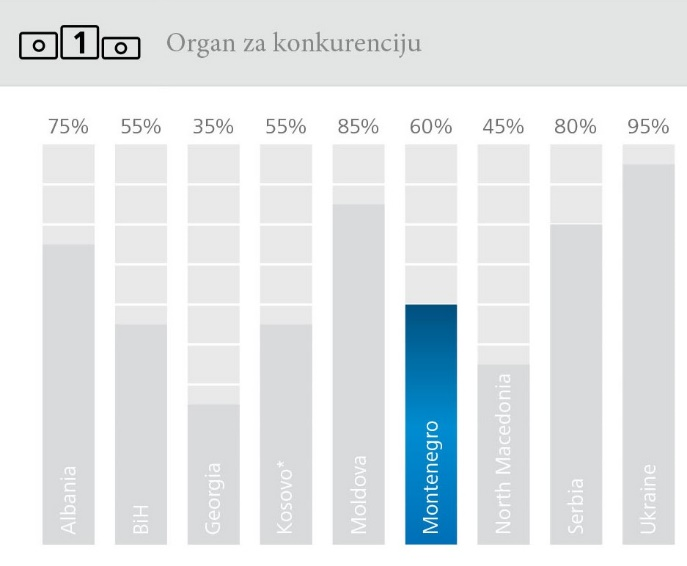 1 Organ za konkurenciju
75% 55% 35% 55% 85% 60% 45% 80% 95%
Albania
BiH
Georgia
Kosovo*
Moldova
Montenegro
North Macedonia
Serbia
Ukraine